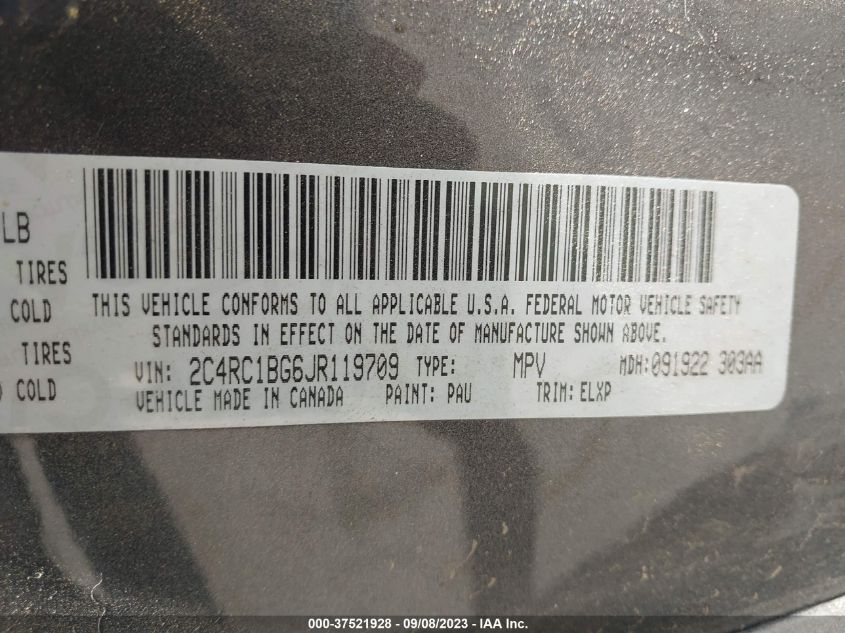 LB
TIRES
COLD
TIRES
COLD
THIS VEHICLE CONFORMS TO ALL APPLICABLE U.S.A. FEDERAL MOTOR VEHICLE SAFETY
STANDARDS IN EFFECT ON THE DATE OF MANUFACTURE SHOWN ABOVE.
VIN: 2C4RC1BG6JR119709 TYPE: MPV MDH:091922 303AA
VEHICLE MADE IN CANADA PAINT: PAU TRIM: ELXP
000-37521928 - 09/08/2023 - IAA Inc.